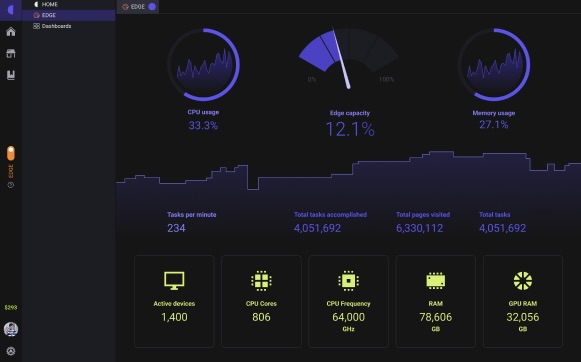 HOME
EDGE
EDGE
Dashboards
0%
100%
CPU usage
33.3%
Edge capacity
12.1%
Memory usage
27.1%
EDGE
Tasks per minute
234
Total tasks accomplished
4,051,692
Total pages visited
6,330,112
Total tasks
4,051,692
$293
Active devices
1,400
CPU Cores
806
CPU Frequency
64,000
GHz
RAM
78,606
GB
GPU RAM
32,056
GB